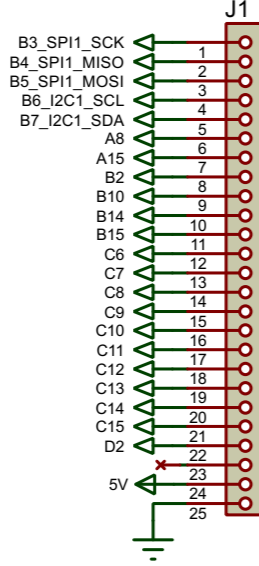 J1
B3_SPI1_SCK
1
B4_SPI1_MISO
2
B5_SPI1_MOSI
3
B6_I2C1_SCL
4
B7_I2C1_SDA
5
A8
6
A15
7
B2
8
B10
9
B14
10
B15
11
C6
12
C7
13
C8
14
C9
15
C10
16
C11
17
C12
18
C13
19
C14
20
C15
21
D2
22
23
5V
24
25